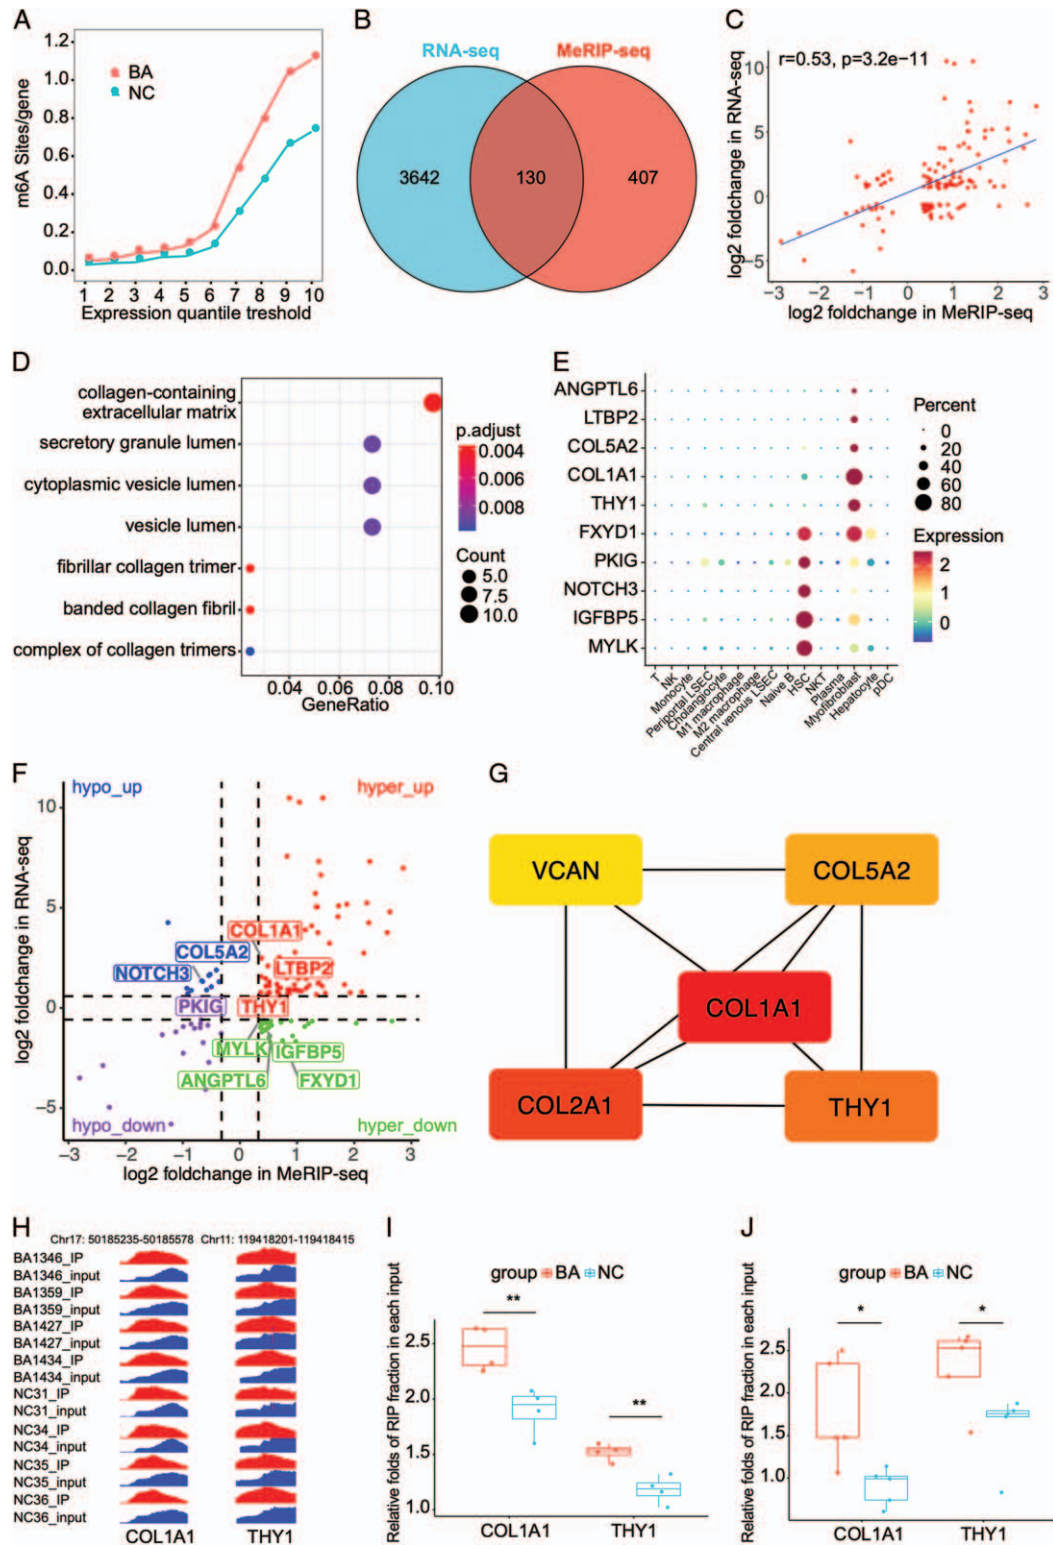 A
1.2
1.0
0.8
0.6
0.4
0.2
0.0
m6A Sites/gene
BA
NC
1 2 3 4 5 6 7 8 9 10
Expression quantile treshold
B
RNA-seq MeRIP-seq
3642 130 407
C
r=0.53, p=3.2e−11
log2 foldchange in RNA-seq
10
5
0
−5
−3 −2 −1 0 1 2 3
log2 foldchange in MeRIP-seq
D
collagen-containing
extracellular matrix
secretory granule lumen
cytoplasmic vesicle lumen
vesicle lumen
fibrillar collagen trimer
banded collagen fibril
complex of collagen trimers
0.04 0.06 0.08 0.10
GeneRatio
p.adjust
0.004
0.006
0.008
Count
5.0
7.5
10.0
E
ANGPTL6
LTBP2
COL5A2
COL1A1
THY1
FXYD1
PKIG
NOTCH3
IGFBP5
MYLK
T
NK
Monocyte
Periportal LSEC
Cholangiocyte
M1 macrophage
M2 macrophage
Central venous LSEC
Naive B
HSC
NKT
Plasma
Myofibroblast
Hepatocyte
pDC
Percent
0
20
40
60
80
Expression
2
1
0
F
hypo_up hyper_up
log2 foldchange in RNA-seq
10
5
0
−5
COL1A1
COL5A2
NOTCH3
LTBP2
PKIG THY1
MYLK IGFBP5
ANGPTL6 FXYD1
hypo_down hyper_down
−3 −2 −1 0 1 2 3
log2 foldchange in MeRIP-seq
G
VCAN COL5A2
COL1A1
COL2A1 THY1
H
Chr17: 50185235-50185578 Chr11: 119418201-119418415
BA1346_IP
BA1346_input
BA1359_IP
BA1359_input
BA1427_IP
BA1427_input
BA1434_IP
BA1434_input
NC31_IP
NC31_input
NC34_IP
NC34_input
NC35_IP
NC35_input
NC36_IP
NC36_input
COL1A1 THY1
I
group BA NC
Relative folds of RIP fraction in each input
2.5
2.0
1.5
1.0
**
**
COL1A1 THY1
J
group BA NC
Relative folds of RIP fraction in each input
2.5
2.0
1.5
1.0
*
*
COL1A1 THY1